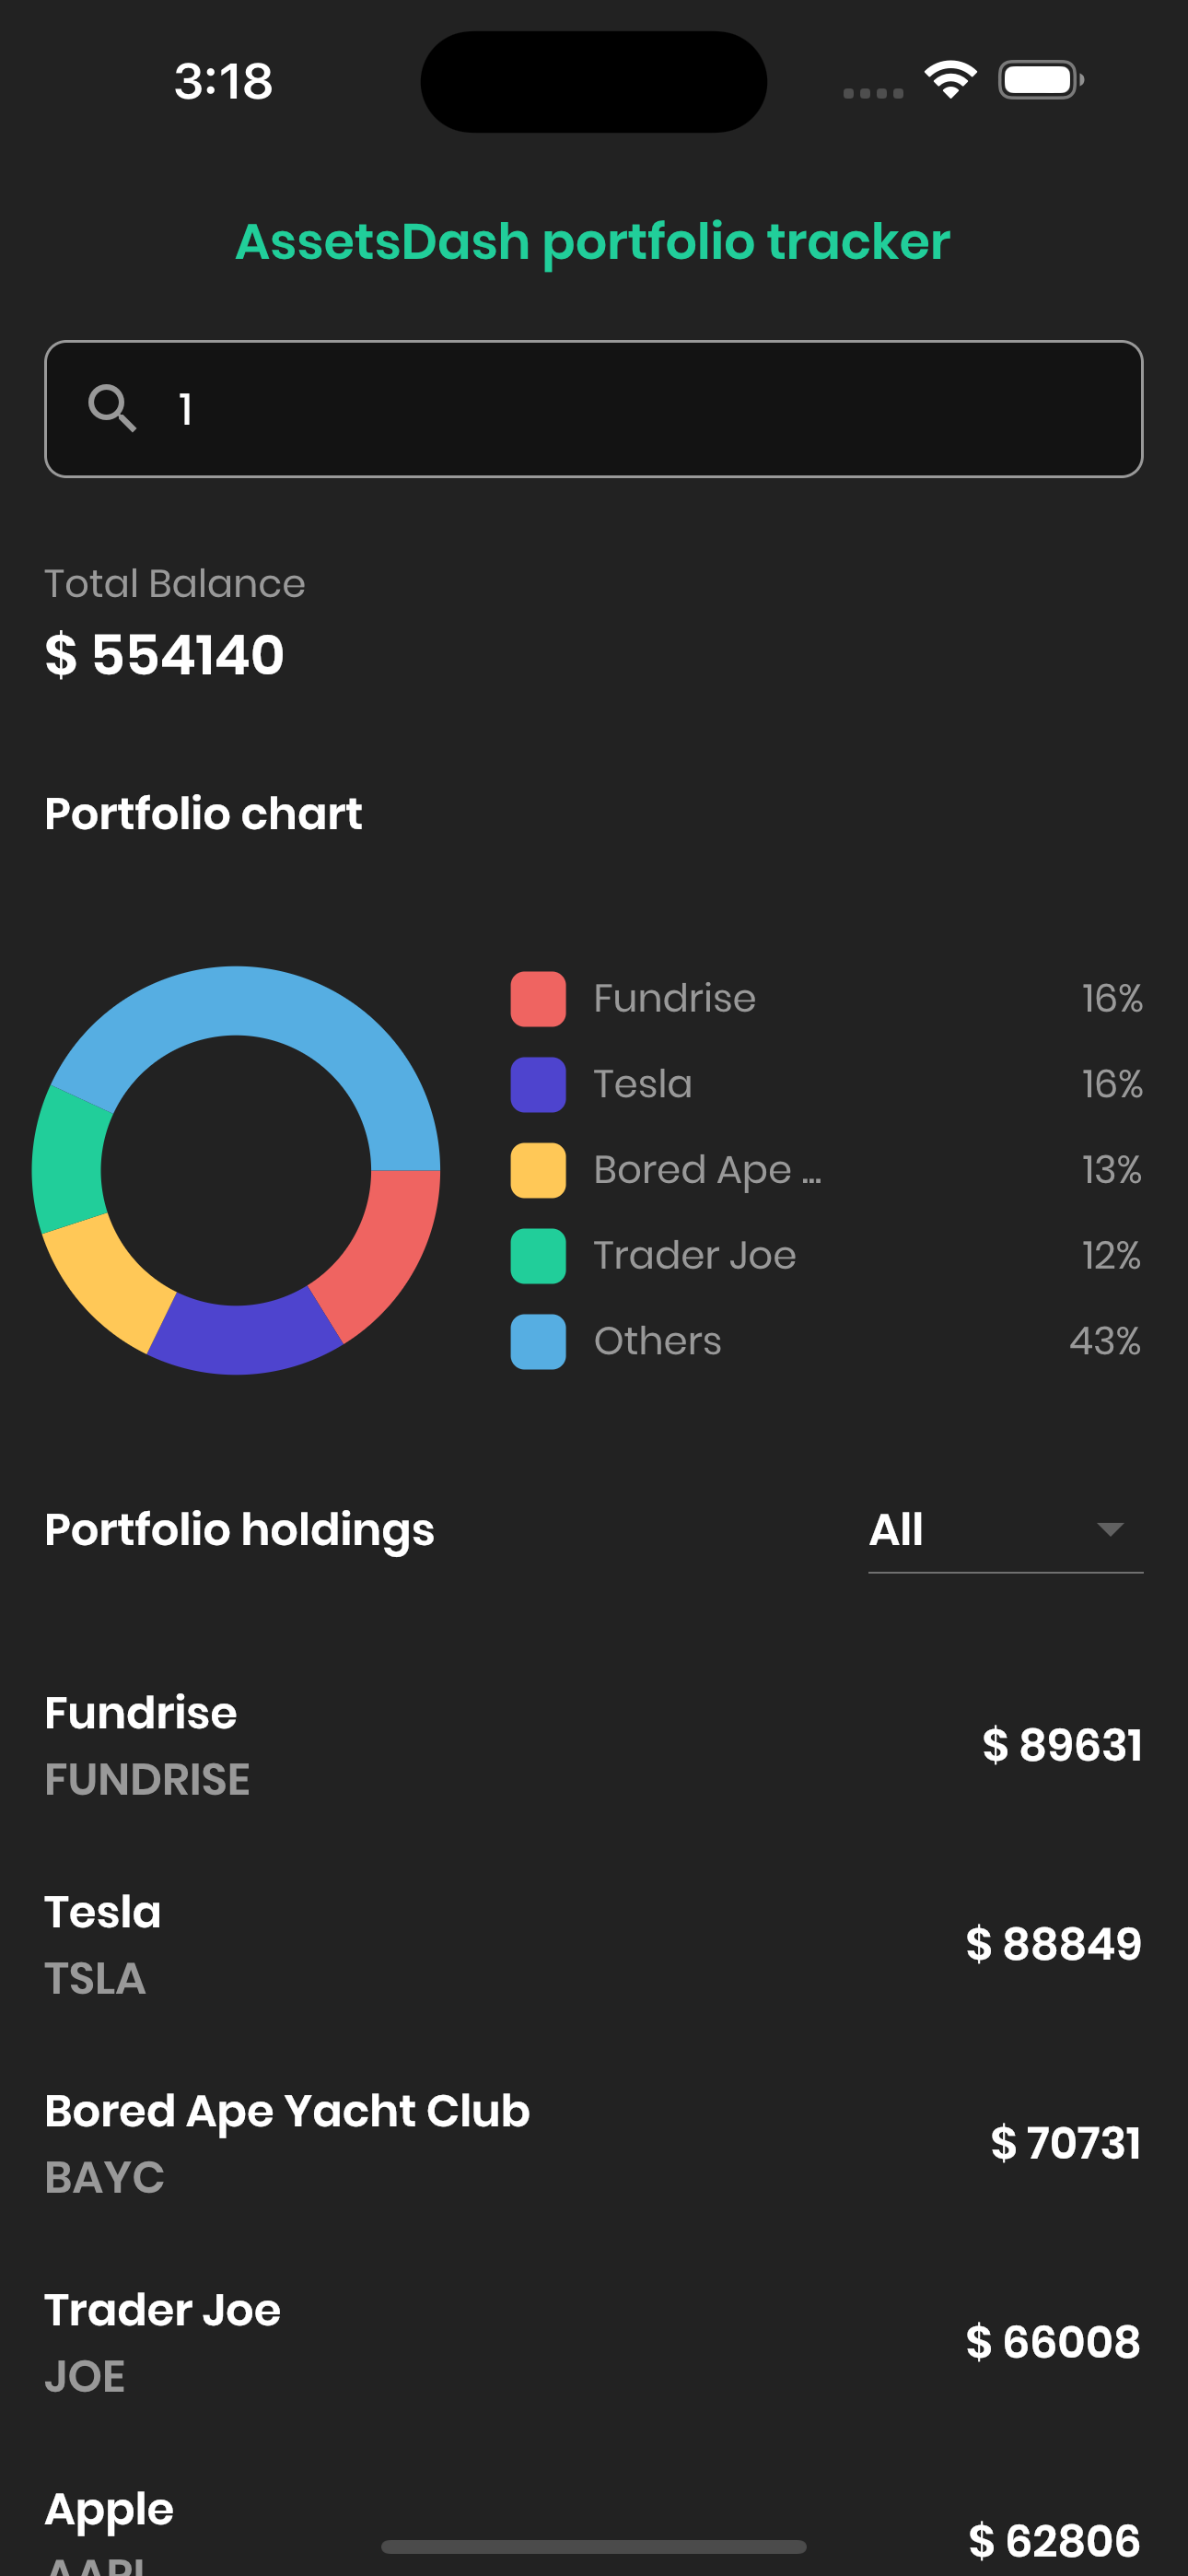 3:18
AssetsDash portfolio tracker
1
Total Balance
$ 554140
Portfolio chart
Fundrise 16%
Tesla 16%
Bored Ape ... 13%
Trader Joe 12%
Others 43%
Portfolio holdings All
Fundrise
FUNDRISE
$ 89631
Tesla
TSLA
$ 88849
Bored Ape Yacht Club
BAYC
$ 70731
Trader Joe
JOE
$ 66008
Apple
$ 62806